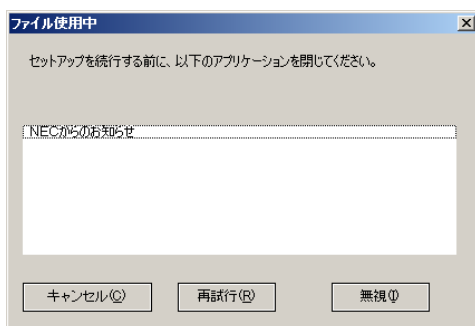 ファイル使用中
セットアップを続行する前に、以下のアプリケーションを閉じてください。
NECからのお知らせ
キャンセル(C)
再試行(R)
無視(I)